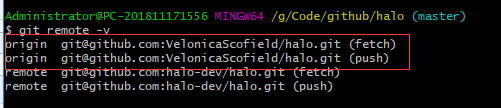 Administrator@PC-201811171556 MINGW64 /g/Code/github/halo (master)
$ git remote -v
origin  git@github.com:VelonicaScofield/halo.git (fetch)
origin  git@github.com:VelonicaScofield/halo.git (push)
remote  git@github.com:halo-dev/halo.git (fetch)
remote  git@github.com:halo-dev/halo.git (push)